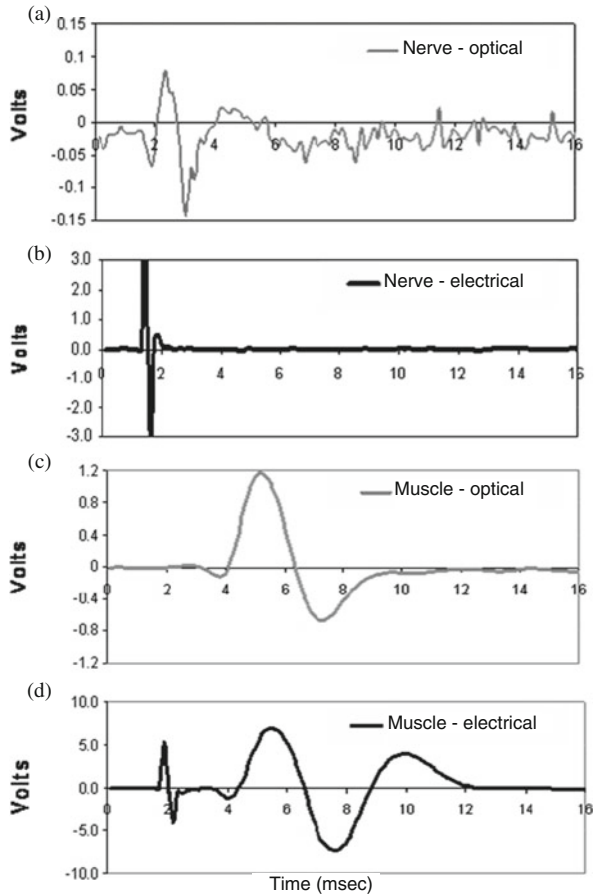 (a)
Nerve - optical
0.15
0.1
0.05
0
-0.05
-0.1
-0.15
Volts
0 2 4 6 8 10 12 14 16
(b)
Nerve - electrical
3.0
2.0
1.0
0.0
-1.0
-2.0
-3.0
Volts
0 2 4 6 8 10 12 14 16
(c)
Muscle - optical
1.2
0.8
0.4
0
-0.4
-0.8
-1.2
Volts
0 2 4 6 8 10 12 14 16
(d)
Muscle - electrical
10.0
5.0
0.0
-5.0
-10.0
Volts
0 2 4 6 8 10 12 14 16
Time (msec)